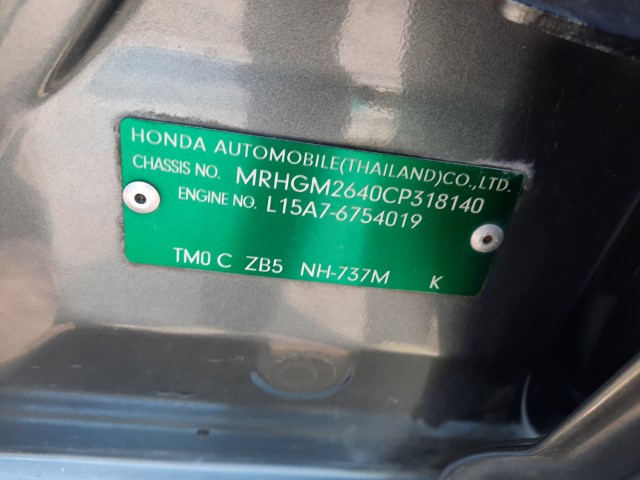 HONDA AUTOMOBILE(THAILAND)CO.,LTD.
CHASSIS NO. MRHGM2640CP318140
ENGINE NO. L15A7-6754019
TM0 C ZB5 NH-737M K